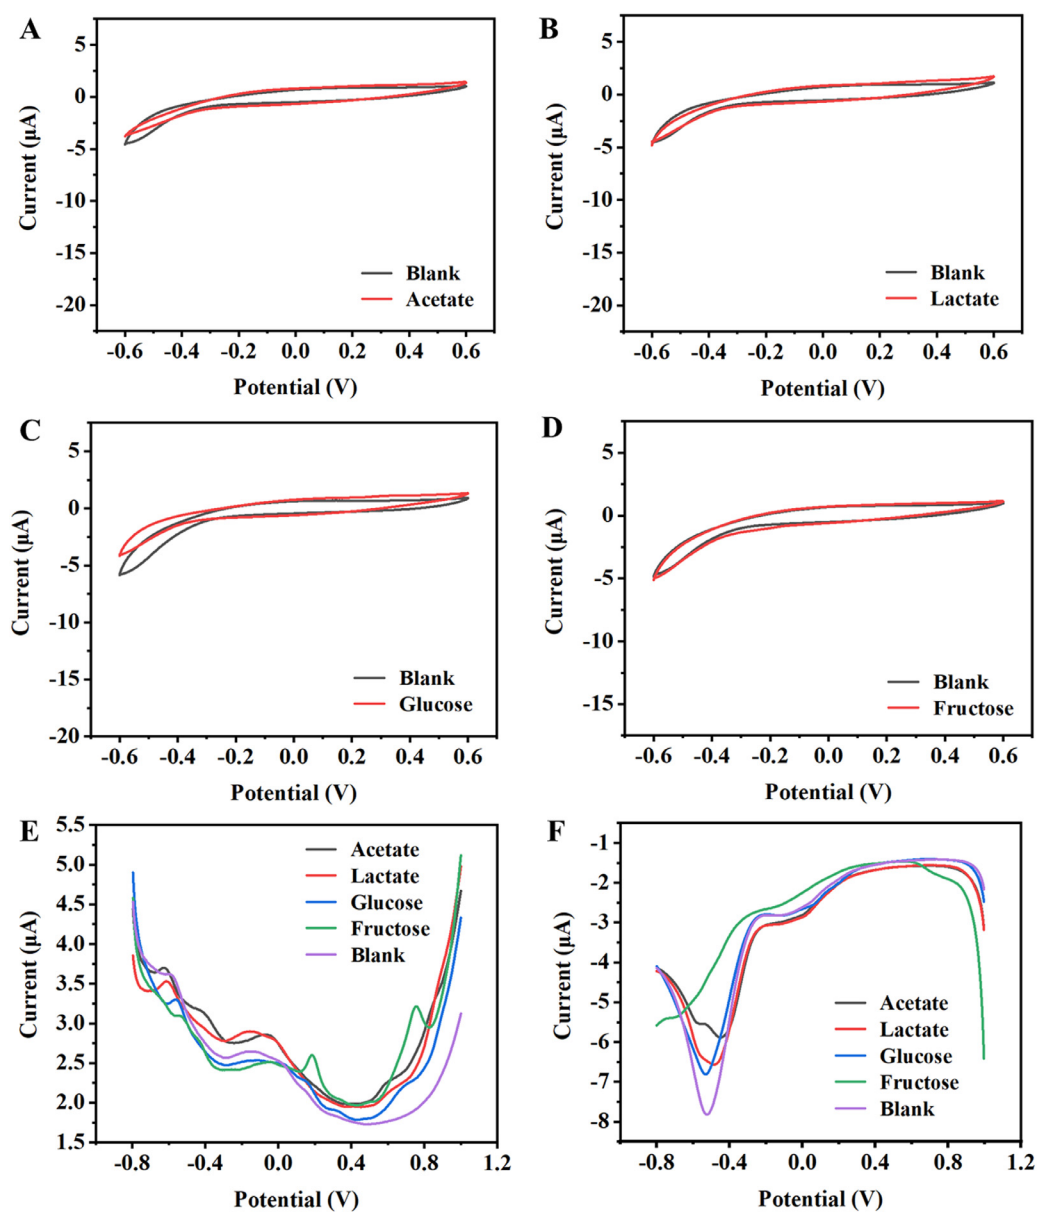 A
Current (μA)
5
0
-5
-10
-15
-20
Blank
Acetate
-0.6 -0.4 -0.2 0.0 0.2 0.4 0.6
Potential (V)
B
Current (μA)
5
0
-5
-10
-15
-20
Blank
Lactate
-0.6 -0.4 -0.2 0.0 0.2 0.4 0.6
Potential (V)
C
Current (μA)
5
0
-5
-10
-15
-20
Blank
Glucose
-0.6 -0.4 -0.2 0.0 0.2 0.4 0.6
Potential (V)
D
Current (μA)
5
0
-5
-10
-15
Blank
Fructose
-0.6 -0.4 -0.2 0.0 0.2 0.4 0.6
Potential (V)
E
Current (μA)
5.5
5.0
4.5
4.0
3.5
3.0
2.5
2.0
1.5
Acetate
Lactate
Glucose
Fructose
Blank
-0.8 -0.4 0.0 0.4 0.8 1.2
Potential (V)
F
Current (μA)
-1
-2
-3
-4
-5
-6
-7
-8
Acetate
Lactate
Glucose
Fructose
Blank
-0.8 -0.4 0.0 0.4 0.8 1.2
Potential (V)